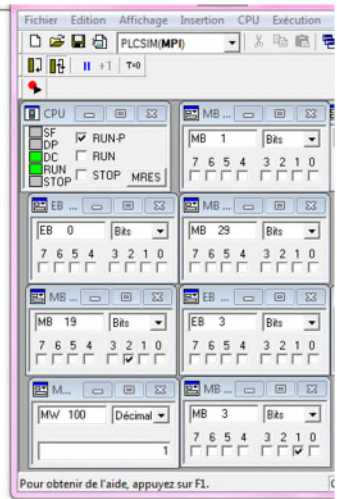 Fichier Edition Affichage Insertion CPU Exécution
PLCSIM(MPI)
+1 T=0
CPU
SF
DP
DC
RUN
STOP
RUN-P
RUN
STOP MRES
MB ...
MB 1 Bits
7 6 5 4 3 2 1 0
EB ...
EB 0 Bits
7 6 5 4 3 2 1 0
MB ...
MB 29 Bits
7 6 5 4 3 2 1 0
MB ...
MB 19 Bits
7 6 5 4 3 2 1 0
EB ...
EB 3 Bits
7 6 5 4 3 2 1 0
M...
MW 100 Décimal
1
MB ...
MB 3 Bits
7 6 5 4 3 2 1 0
Pour obtenir de l'aide, appuyez sur F1.